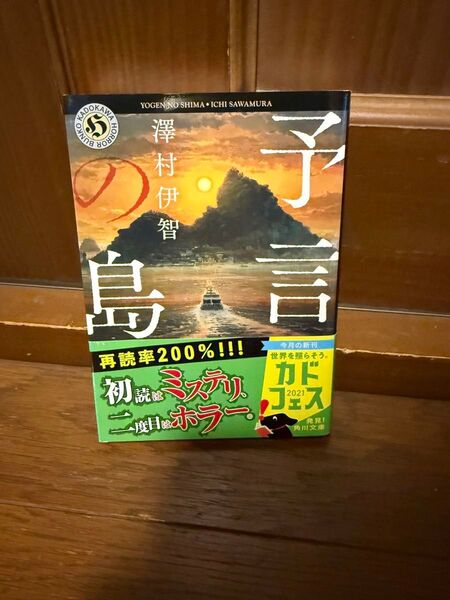 YOGEN NO SHIMA • ICHI SAWAMURA
KADOKAWA HORROR BUNKO
H
予言
の島
澤村伊智
再読率200%!!!
初読はミステリ、
二度目はホラー。
今月の新刊
世界を照らそう。
カド
フェス
2021
発見!
角川文庫